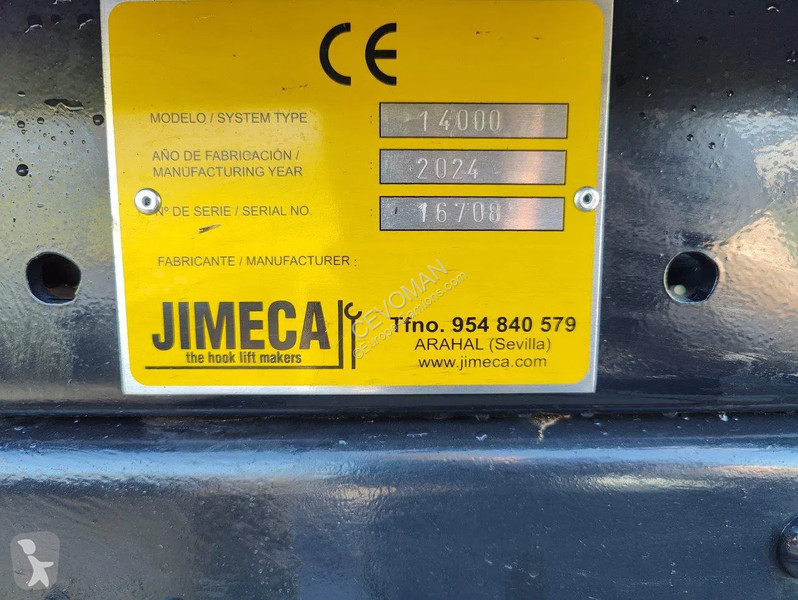 CE
MODELO / SYSTEM TYPE : 14000
AÑO DE FABRICACIÓN /
MANUFACTURING YEAR : 2024
Nº DE SERIE / SERIAL NO. : 16708
FABRICANTE / MANUFACTURER :
JIMECA
the hook lift makers
Tfno. 954 840 579
ARAHAL (Sevilla)
www.jimeca.com
CEVOMAN